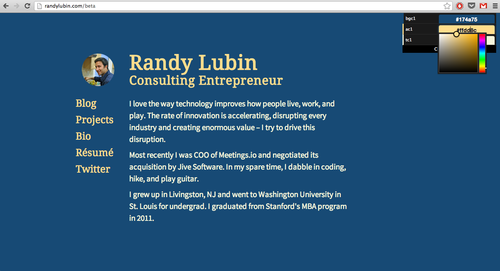 randylubin.com/beta
bgcl #174a75
acl
tcl
Randy Lubin
Consulting Entrepreneur
Blog
Projects
Bio
Résumé
Twitter
I love the way technology improves how people live, work, and
play. The rate of innovation is accelerating, disrupting every
industry and creating enormous value – I try to drive this
disruption.
Most recently I was COO of Meetings.io and negotiated its
acquisition by Jive Software. In my spare time, I dabble in coding,
hike, and play guitar.
I grew up in Livingston, NJ and went to Washington University in
St. Louis for undergrad. I graduated from Stanford's MBA program
in 2011.